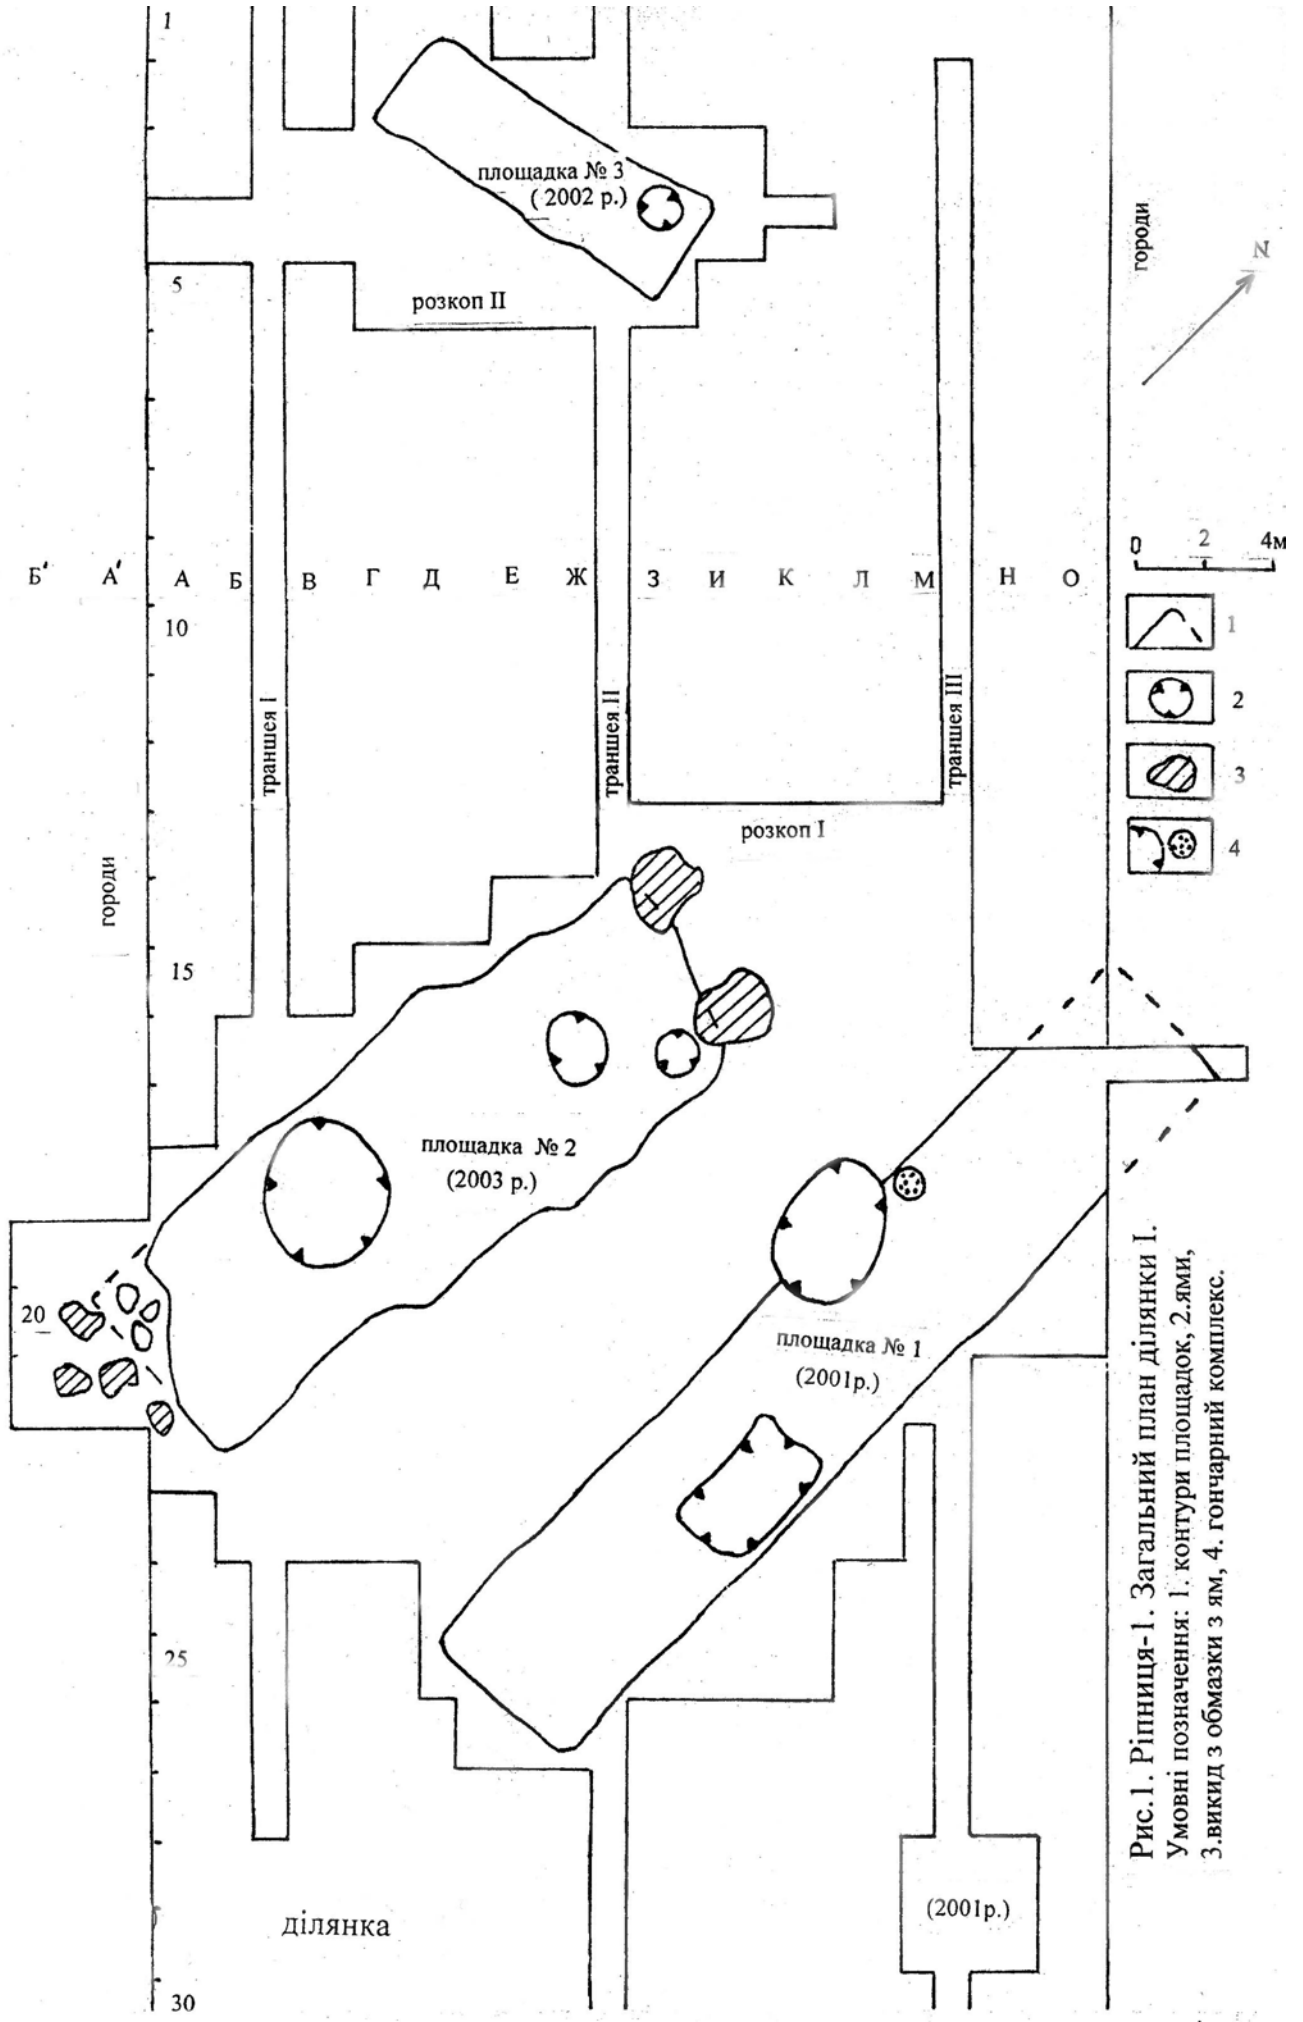 1
площадка № 3
( 2002 р.)
городи
N
5
розкоп II
0 2 4м
Б' А' А Б В Г Д Е Ж З И К Л М Н О
10
1
2
3
4
траншея I
траншея II
траншея III
розкоп I
городи
15
площадка № 2
(2003 р.)
20
площадка № 1
(2001р.)
25
(2001р.)
ділянка
30
Рис.1. Ріпниця-1. Загальний план ділянки I.
Умовні позначення: 1. контури площадок, 2.ями,
3.викид з обмазки з ям, 4. гончарний комплекс.